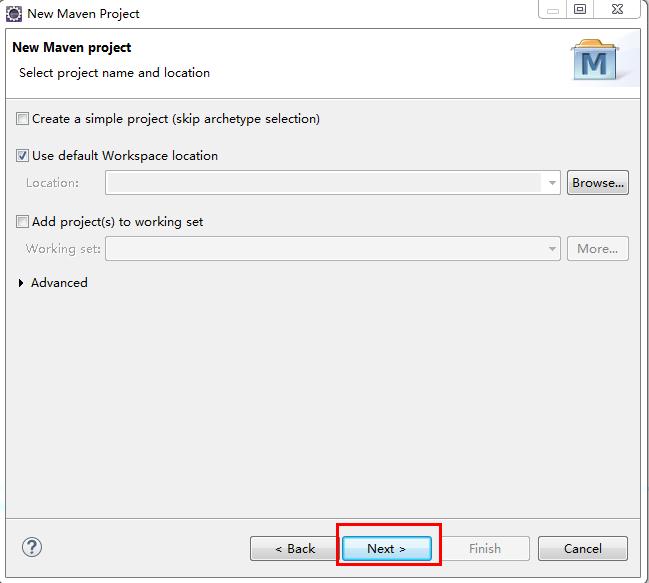 New Maven Project
New Maven project
Select project name and location
M
Create a simple project (skip archetype selection)
Use default Workspace location
Location:
Browse...
Add project(s) to working set
Working set:
More...
Advanced
?
< Back
Next >
Finish
Cancel